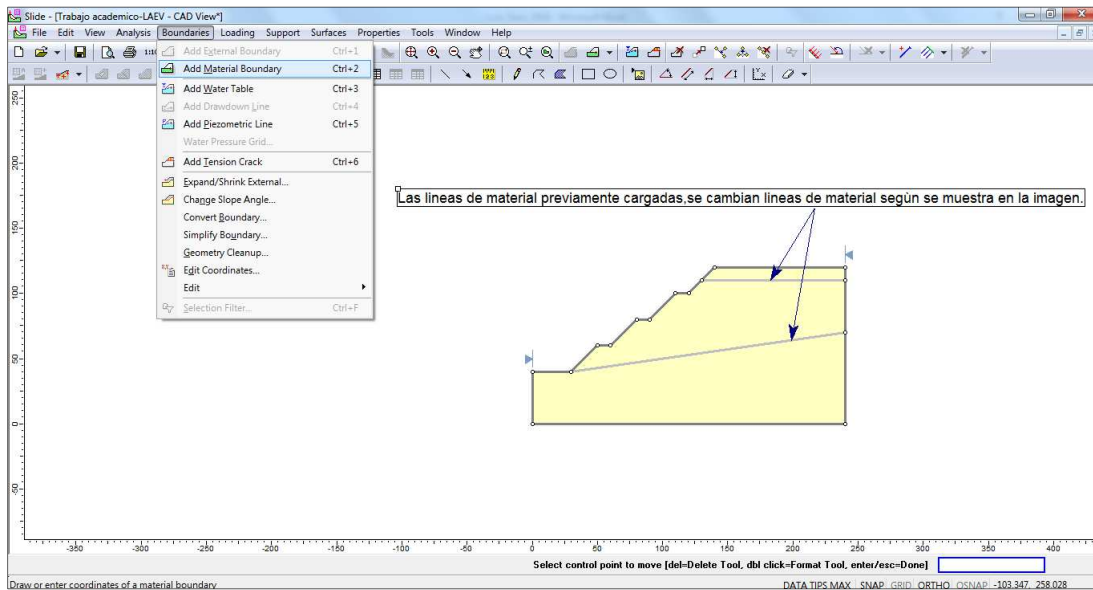 Slide - [Trabajo academico-LAEV - CAD View*]
File Edit View Analysis Boundaries Loading Support Surfaces Properties Tools Window Help
Add External Boundary Ctrl+1
Add Material Boundary Ctrl+2
Add Water Table Ctrl+3
Add Drawdown Line Ctrl+4
Add Piezometric Line Ctrl+5
Water Pressure Grid...
Add Tension Crack Ctrl+6
Expand/Shrink External...
Change Slope Angle...
Convert Boundary...
Simplify Boundary...
Geometry Cleanup...
Edit Coordinates...
Edit
Selection Filter... Ctrl+F
Las lineas de material previamente cargadas,se cambian lineas de material segùn se muestra en la imagen.
250
200
150
100
50
0
-50
-350 -300 -250 -200 -150 -100 -50 0 50 100 150 200 250 300 350 400
Select control point to move [del=Delete Tool, dbl click=Format Tool, enter/esc=Done]
Draw or enter coordinates of a material boundary
DATA TIPS MAX SNAP GRID ORTHO OSNAP -103.347, 258.028